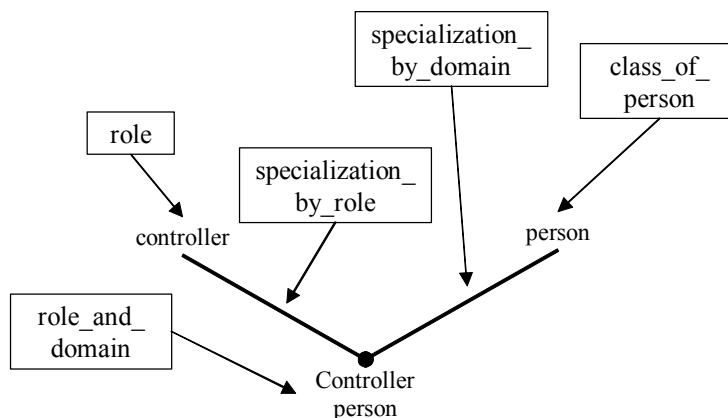 specialization_
by_domain
class_of_
person
role
specialization_
by_role
controller
person
role_and_
domain
Controller
person